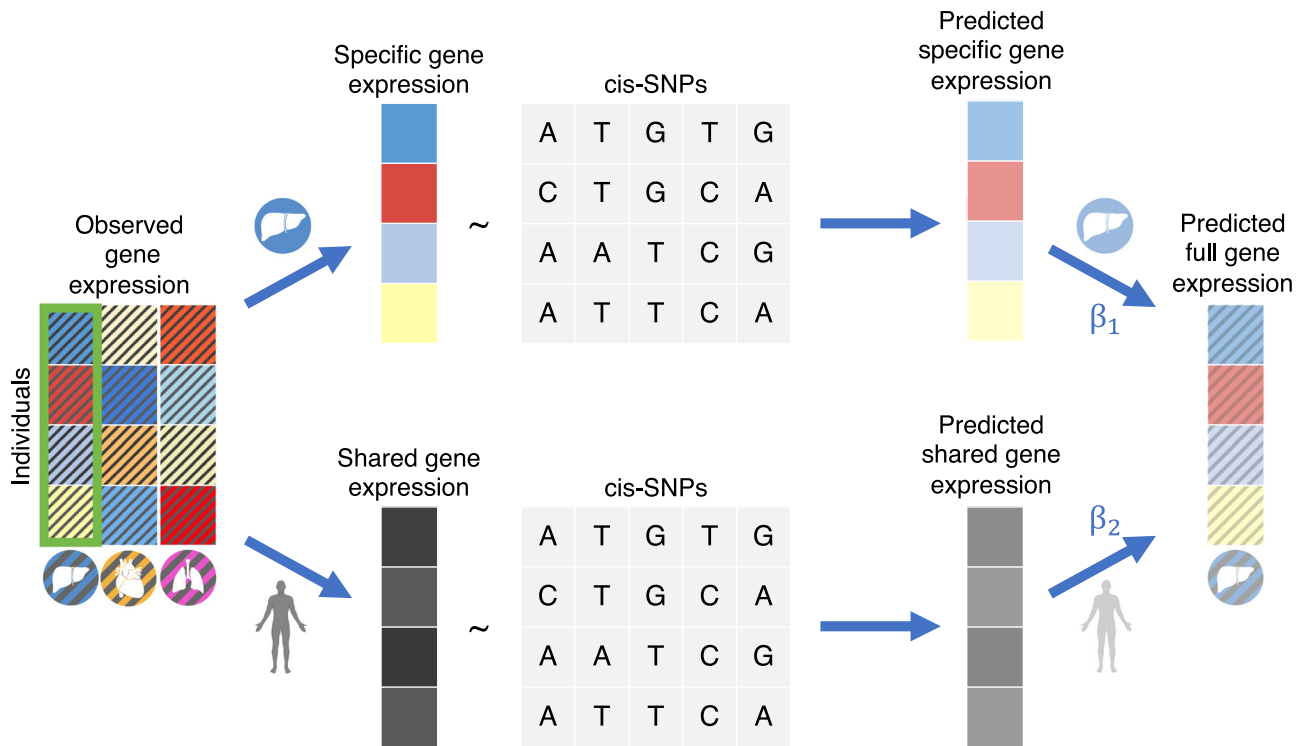 Observed
gene
expression
Individuals
Specific gene
expression
~
cis-SNPs
A T G T G
C T G C A
A A T C G
A T T C A
Predicted
specific gene
expression
β1
Shared gene
expression
~
cis-SNPs
A T G T G
C T G C A
A A T C G
A T T C A
Predicted
shared gene
expression
β2
Predicted
full gene
expression